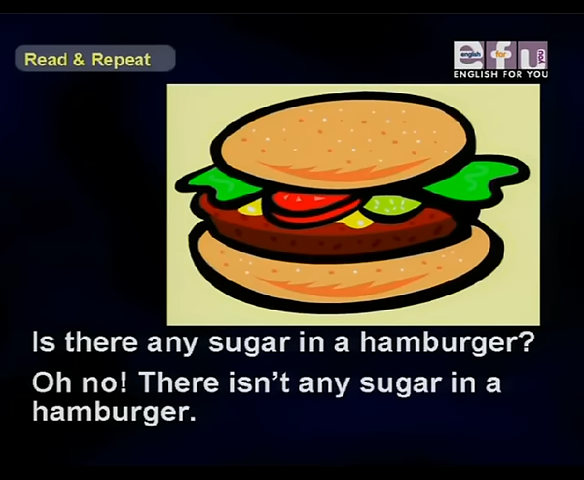 Read & Repeat
e f u
english for you
ENGLISH FOR YOU
Is there any sugar in a hamburger?
Oh no! There isn't any sugar in a
hamburger.